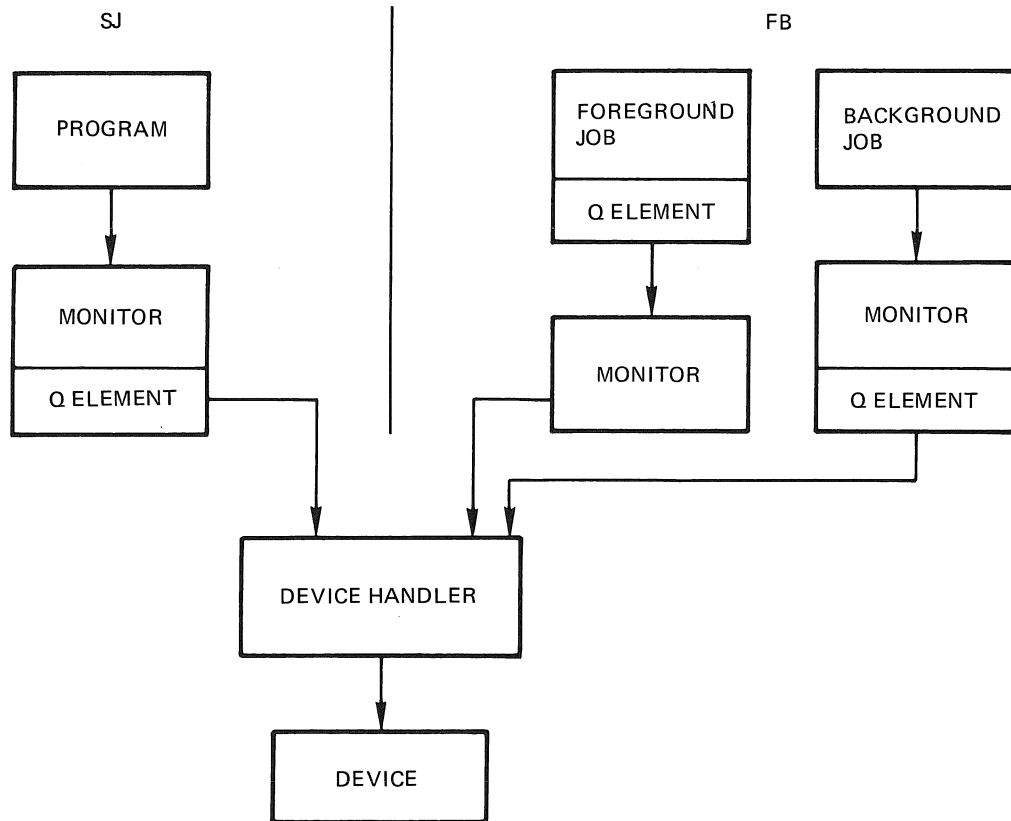 SJ
FB
PROGRAM
FOREGROUND
JOB
BACKGROUND
JOB
Q ELEMENT
MONITOR
MONITOR
MONITOR
Q ELEMENT
Q ELEMENT
DEVICE HANDLER
DEVICE